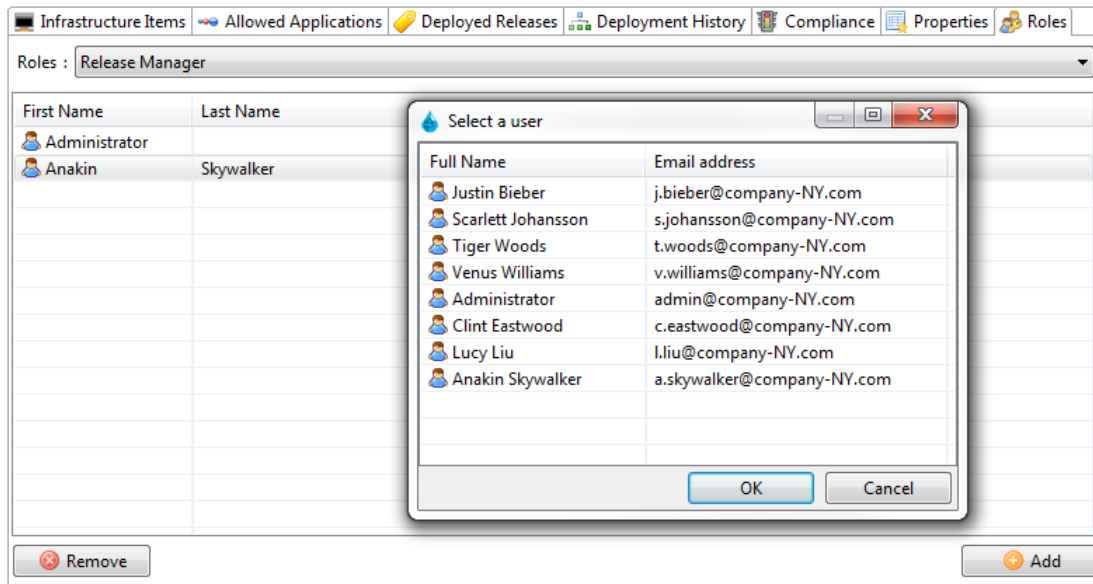 Infrastructure Items Allowed Applications Deployed Releases Deployment History Compliance Properties Roles
Roles : Release Manager
First Name Last Name
Administrator
Anakin Skywalker
Select a user
Full Name Email address
Justin Bieber j.bieber@company-NY.com
Scarlett Johansson s.johansson@company-NY.com
Tiger Woods t.woods@company-NY.com
Venus Williams v.williams@company-NY.com
Administrator admin@company-NY.com
Clint Eastwood c.eastwood@company-NY.com
Lucy Liu l.liu@company-NY.com
Anakin Skywalker a.skywalker@company-NY.com
OK Cancel
Remove Add